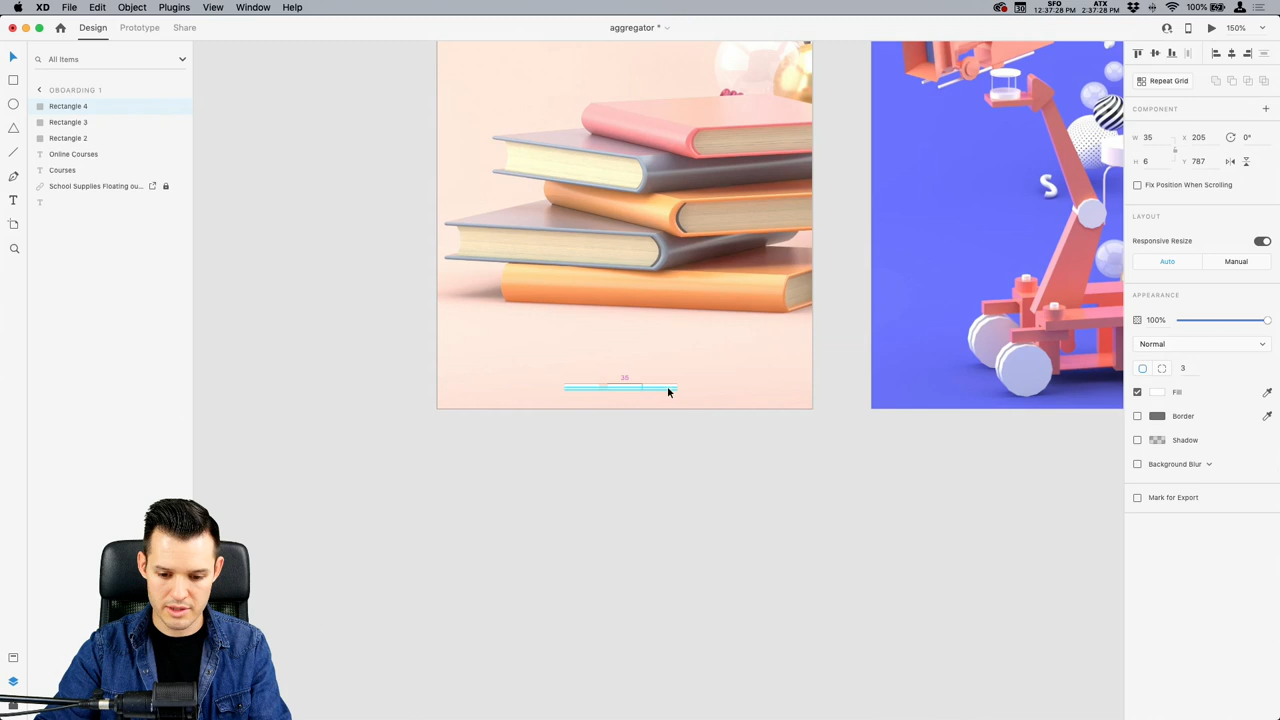 XD File Edit Object Plugins View Window Help
SFO
12:37:28 PM
ATX
2:37:28 PM
100%
Design Prototype Share
aggregator *
150%
All Items
OBOARDING 1
Rectangle 4
Rectangle 3
Rectangle 2
Online Courses
Courses
School Supplies Floating ou...
35
Repeat Grid
COMPONENT
W 35 X 205 0°
H 6 Y 787
Fix Position When Scrolling
LAYOUT
Responsive Resize
Auto Manual
APPEARANCE
100%
Normal
3
Fill
Border
Shadow
Background Blur
Mark for Export